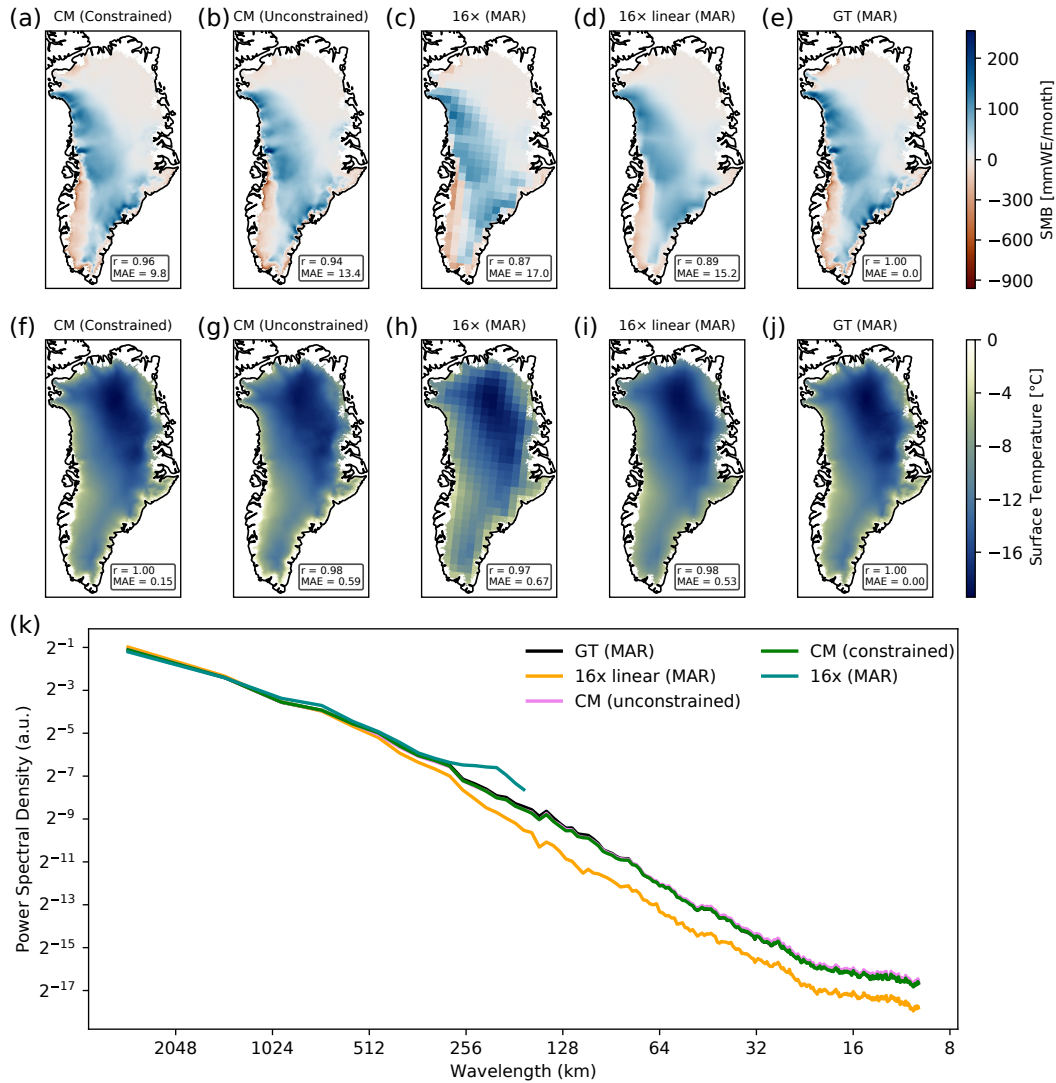 (a) CM (Constrained)
(b) CM (Unconstrained)
(c) 16× (MAR)
(d) 16× linear (MAR)
(e) GT (MAR)
r = 0.96
MAE = 9.8
r = 0.94
MAE = 13.4
r = 0.87
MAE = 17.0
r = 0.89
MAE = 15.2
r = 1.00
MAE = 0.0
200
100
0
−300
−600
−900
SMB [mmWE/month]
(f) CM (Constrained)
(g) CM (Unconstrained)
(h) 16× (MAR)
(i) 16× linear (MAR)
(j) GT (MAR)
r = 1.00
MAE = 0.15
r = 0.98
MAE = 0.59
r = 0.97
MAE = 0.67
r = 0.98
MAE = 0.53
r = 1.00
MAE = 0.00
0
−4
−8
−12
−16
Surface Temperature [°C]
(k)
2⁻¹
2⁻³
2⁻⁵
2⁻⁷
2⁻⁹
2⁻¹¹
2⁻¹³
2⁻¹⁵
2⁻¹⁷
Power Spectral Density (a.u.)
GT (MAR)
16x linear (MAR)
CM (unconstrained)
CM (constrained)
16x (MAR)
2048 1024 512 256 128 64 32 16 8
Wavelength (km)